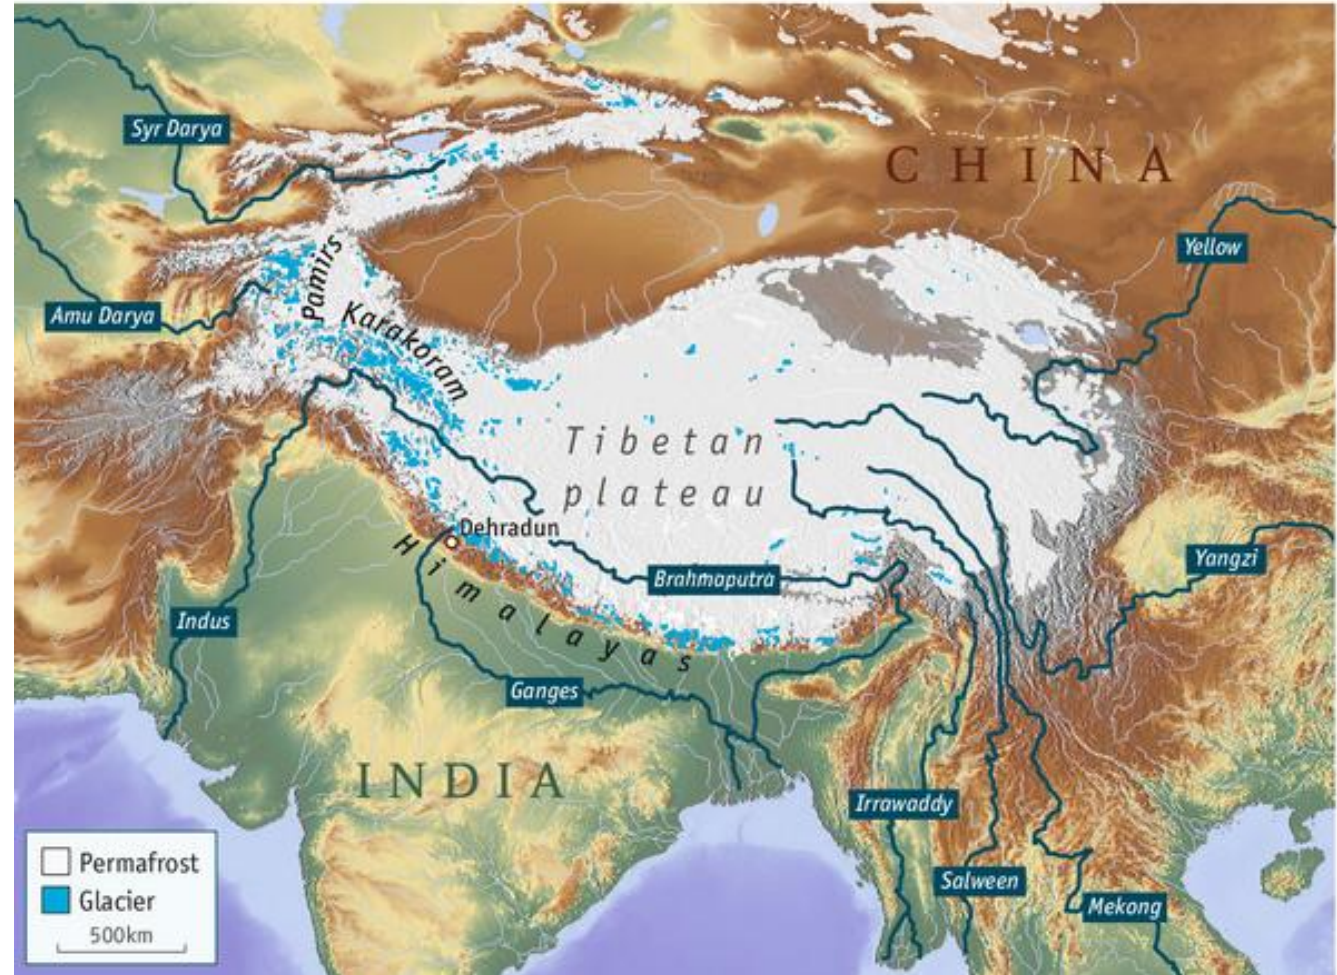 Syr Darya
CHINA
Yellow
Pamirs
Amu Darya
Karakoram
Tibetan
plateau
Dehradun
Himalayas
Brahmaputra
Yangzi
Indus
Ganges
INDIA
Irrawaddy
Salween
Mekong
Permafrost
Glacier
500km